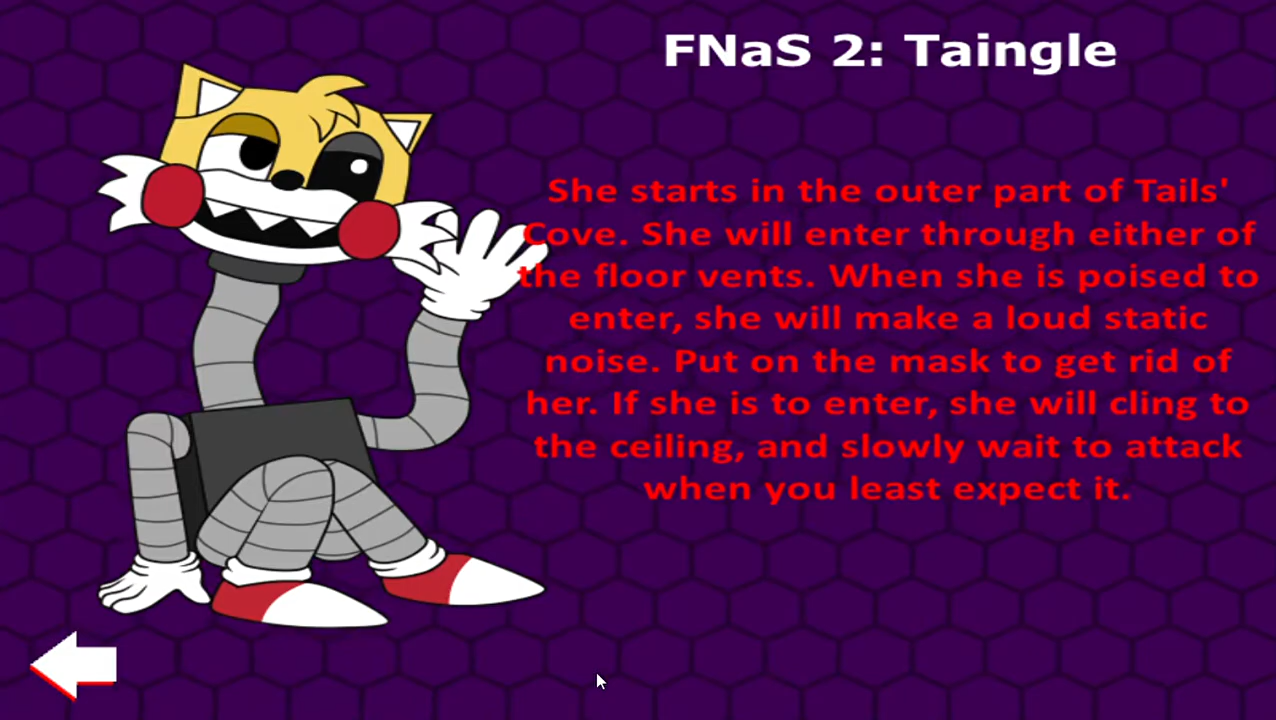 FNaS 2: Taingle
She starts in the outer part of Tails'
Cove. She will enter through either of
the floor vents. When she is poised to
enter, she will make a loud static
noise. Put on the mask to get rid of
her. If she is to enter, she will cling to
the ceiling, and slowly wait to attack
when you least expect it.